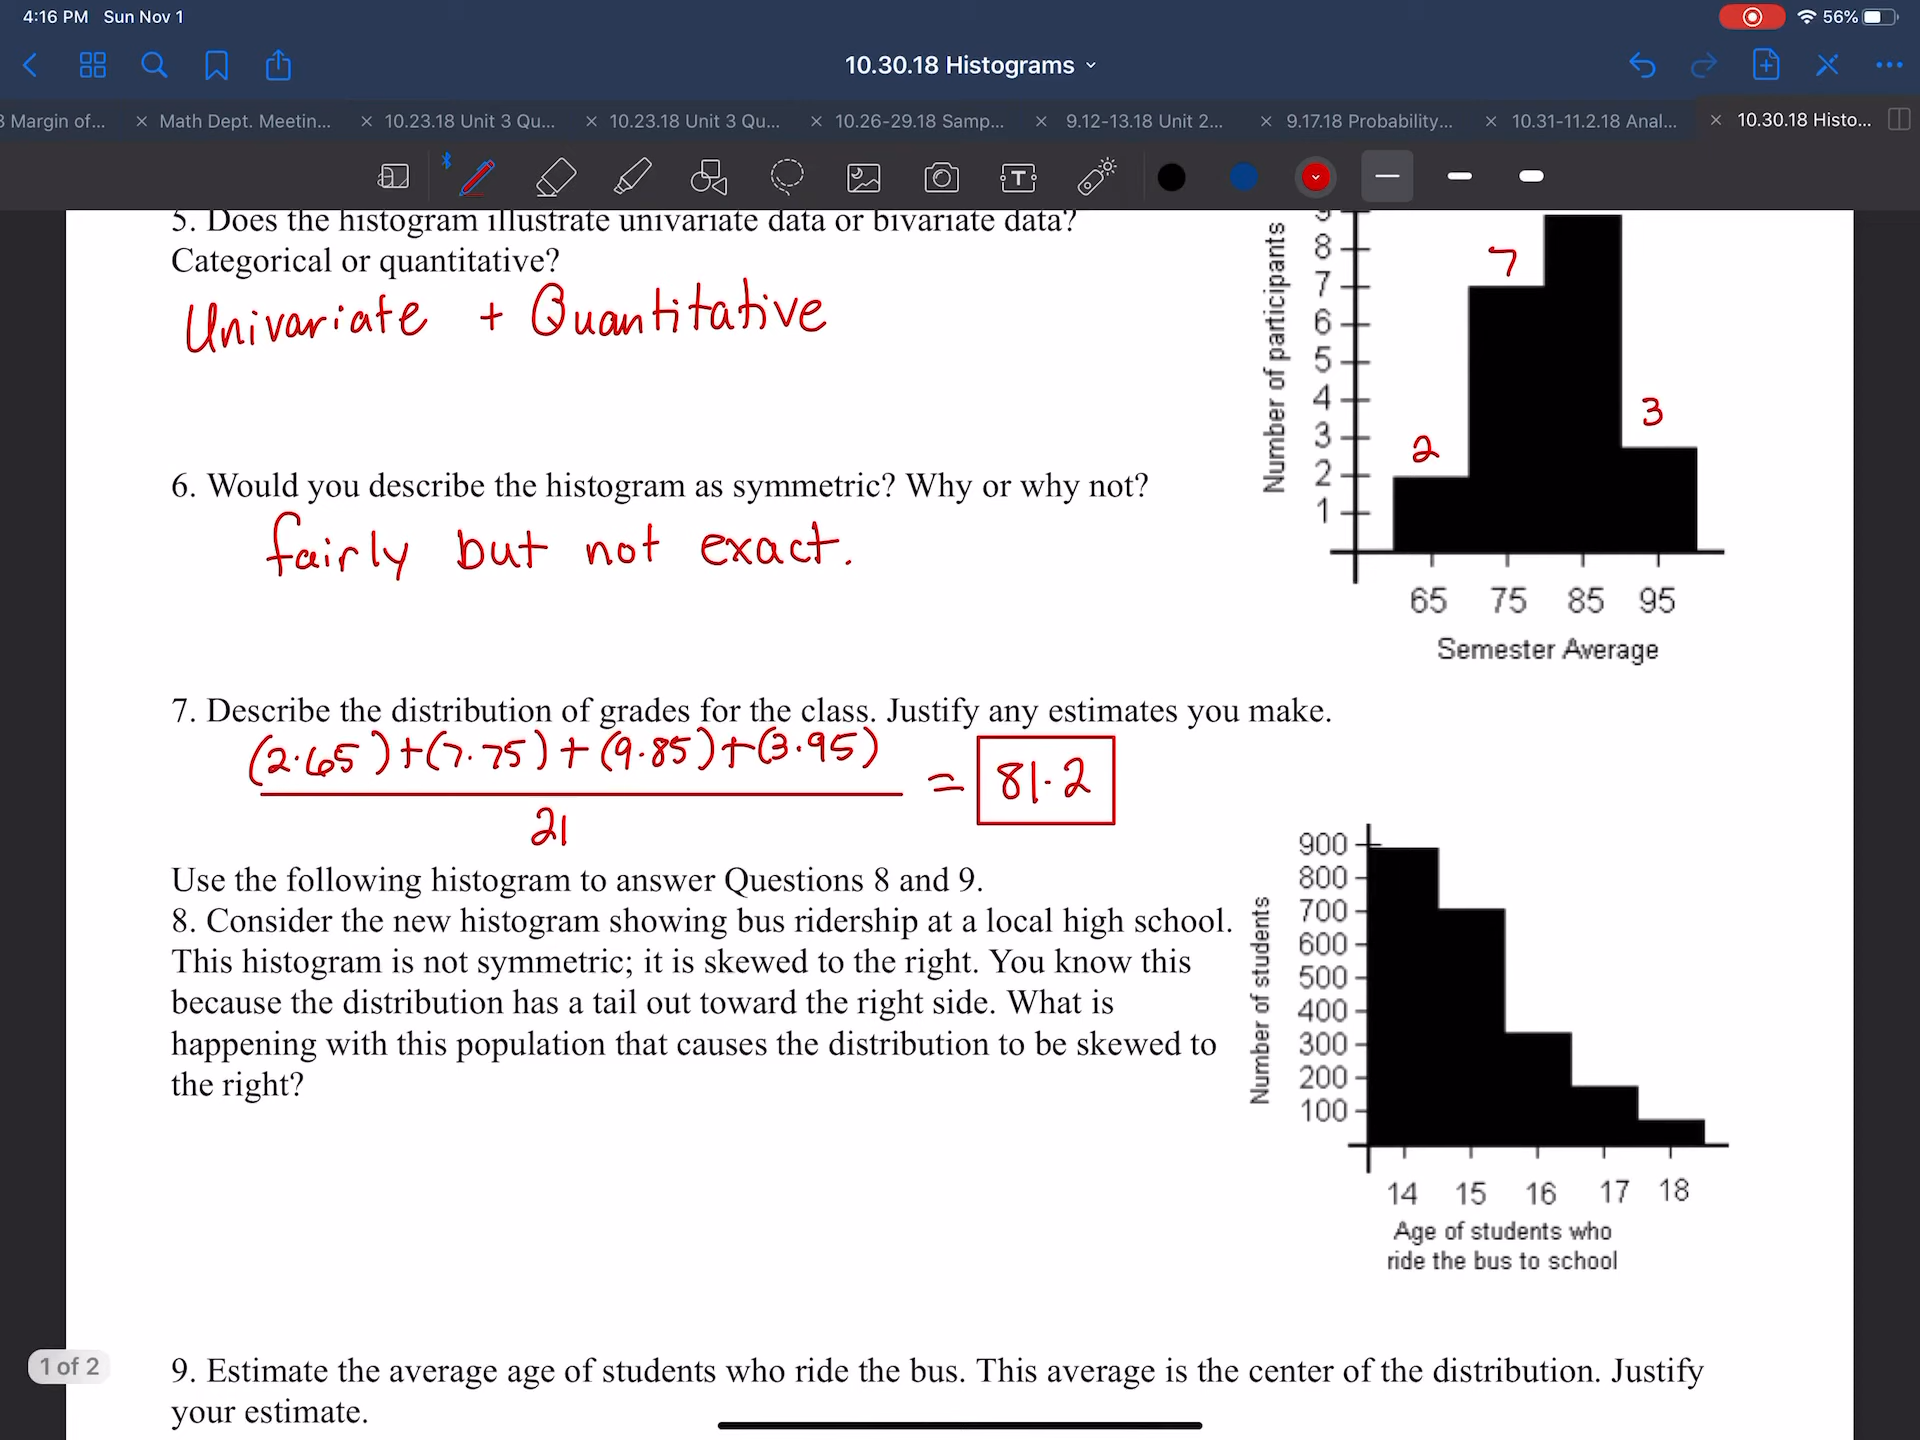 4:16 PM Sun Nov 1
56%
10.30.18 Histograms
3 Margin of...
Math Dept. Meetin...
10.23.18 Unit 3 Qu...
10.23.18 Unit 3 Qu...
10.26-29.18 Samp...
9.12-13.18 Unit 2...
9.17.18 Probability...
10.31-11.2.18 Anal...
10.30.18 Histo...
5. Does the histogram illustrate univariate data or bivariate data?
Categorical or quantitative?
Univariate + Quantitative
6. Would you describe the histogram as symmetric? Why or why not?
fairly but not exact.
Number of participants
9
8
7
6
5
4
3
2
1
2
7
3
65 75 85 95
Semester Average
7. Describe the distribution of grades for the class. Justify any estimates you make.
(2·65)+(7·75)+(9·85)+(3·95)
21
= 81.2
Use the following histogram to answer Questions 8 and 9.
8. Consider the new histogram showing bus ridership at a local high school.
This histogram is not symmetric; it is skewed to the right. You know this
because the distribution has a tail out toward the right side. What is
happening with this population that causes the distribution to be skewed to
the right?
Number of students
900
800
700
600
500
400
300
200
100
14 15 16 17 18
Age of students who
ride the bus to school
1 of 2
9. Estimate the average age of students who ride the bus. This average is the center of the distribution. Justify
your estimate.